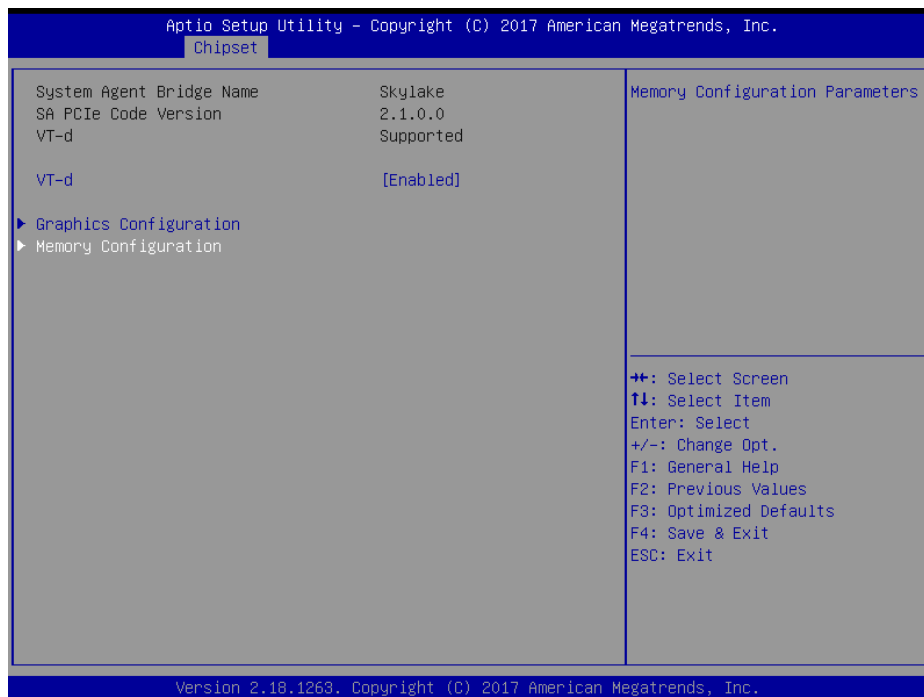 Aptio Setup Utility – Copyright (C) 2017 American Megatrends, Inc.
Chipset
System Agent Bridge Name Skylake
SA PCIe Code Version 2.1.0.0
VT-d Supported
VT-d [Enabled]
▶ Graphics Configuration
▶ Memory Configuration
Memory Configuration Parameters
→←: Select Screen
↑↓: Select Item
Enter: Select
+/-: Change Opt.
F1: General Help
F2: Previous Values
F3: Optimized Defaults
F4: Save & Exit
ESC: Exit
Version 2.18.1263. Copyright (C) 2017 American Megatrends, Inc.